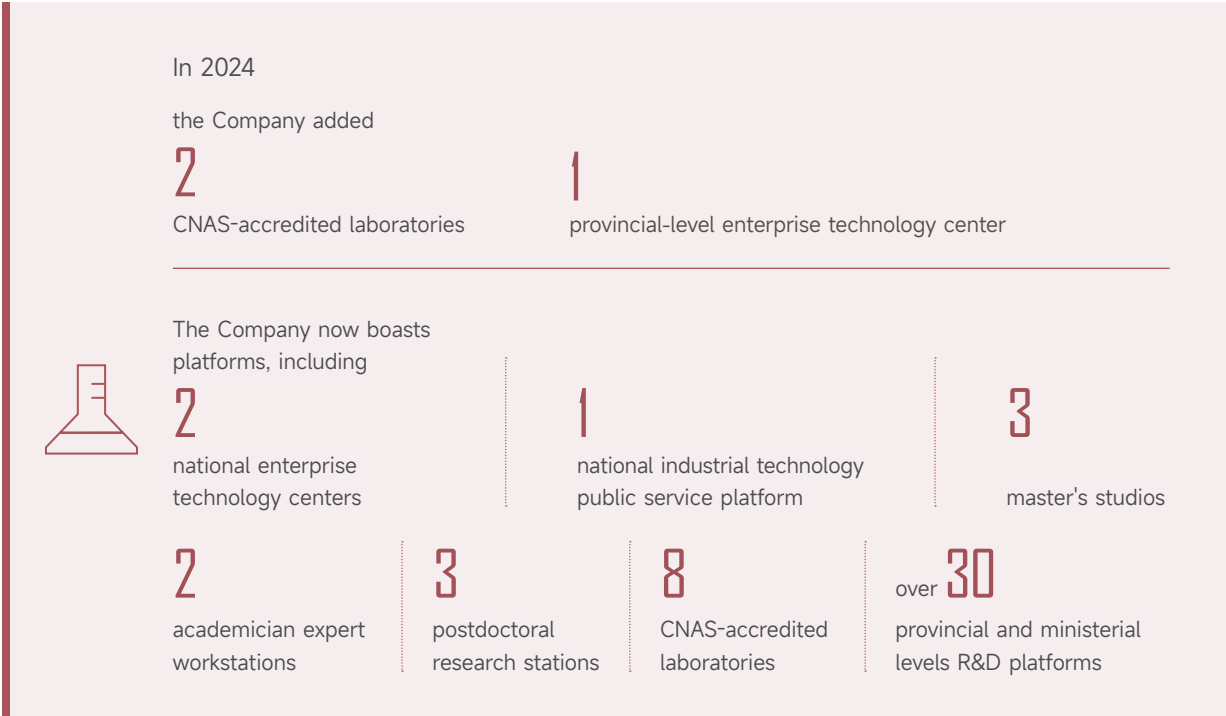 In 2024
the Company added
2
CNAS-accredited laboratories
1
provincial-level enterprise technology center
The Company now boasts
platforms, including
2
national enterprise
technology centers
1
national industrial technology
public service platform
3
master's studios
2
academician expert
workstations
3
postdoctoral
research stations
8
CNAS-accredited
laboratories
over 30
provincial and ministerial
levels R&D platforms